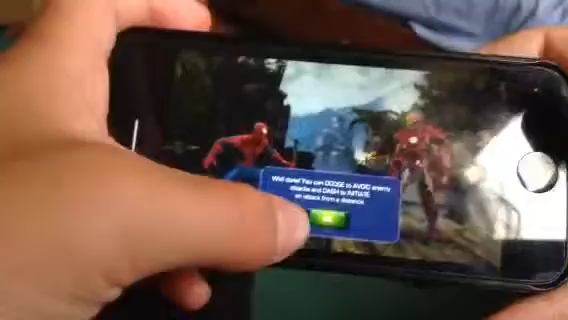 Well done! You can DODGE to AVOID enemy
attacks and DASH to INITIATE
an attack from a distance.